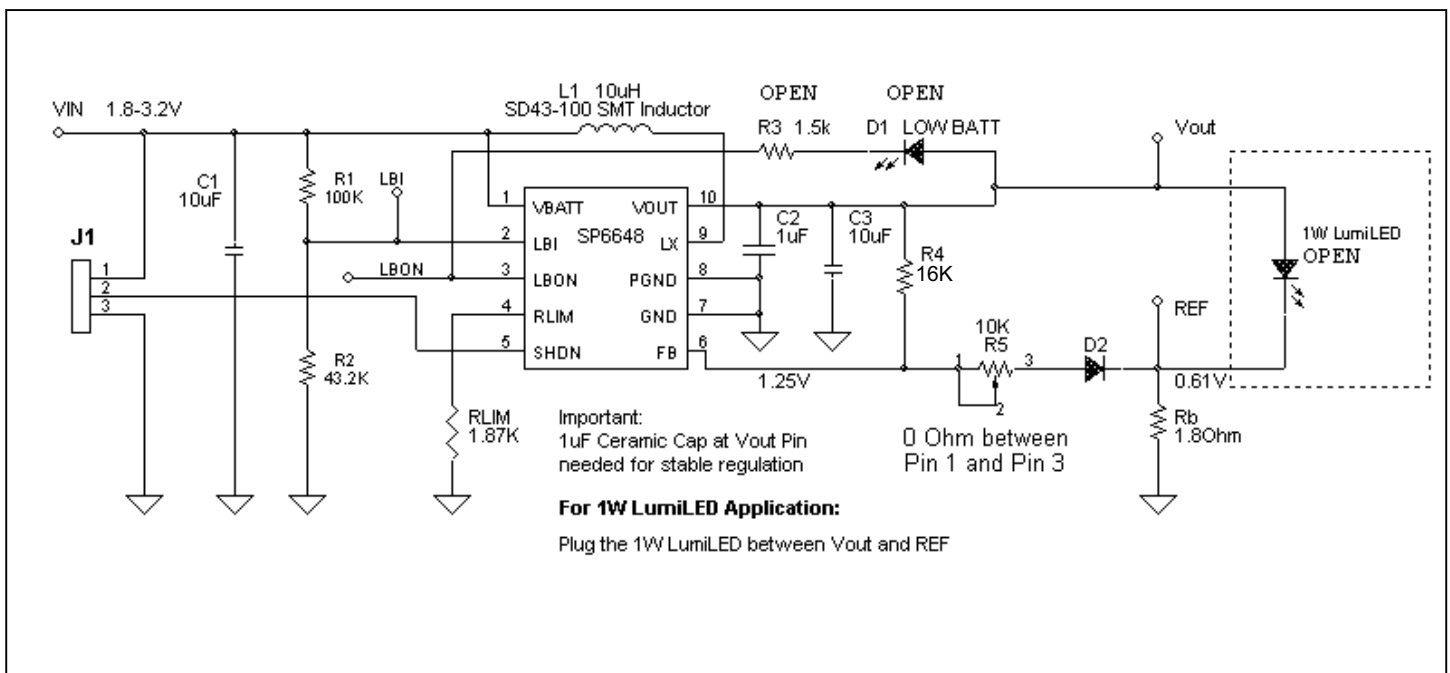 VIN 1.8-3.2V
L1 10uH
SD43-100 SMT Inductor
OPEN
OPEN
R3 1.5k
D1 LOW BATT
Vout
C1
10uF
R1
100K
LBI
1
VBATT
VOUT
10
2
LBI
SP6648
LX
9
3
LBON
PGND
8
4
RLIM
GND
7
5
SHDN
FB
6
LBON
C2
1uF
C3
10uF
R4
16K
1W LumiLED
OPEN
J1
1
2
3
R2
43.2K
RLIM
1.87K
1.25V
10K
R5
1
3
2
D2
REF
0.61V
Rb
1.8Ohm
0 Ohm between
Pin 1 and Pin 3
Important:
1uF Ceramic Cap at Vout Pin
needed for stable regulation
For 1W LumiLED Application:
Plug the 1W LumiLED between Vout and REF